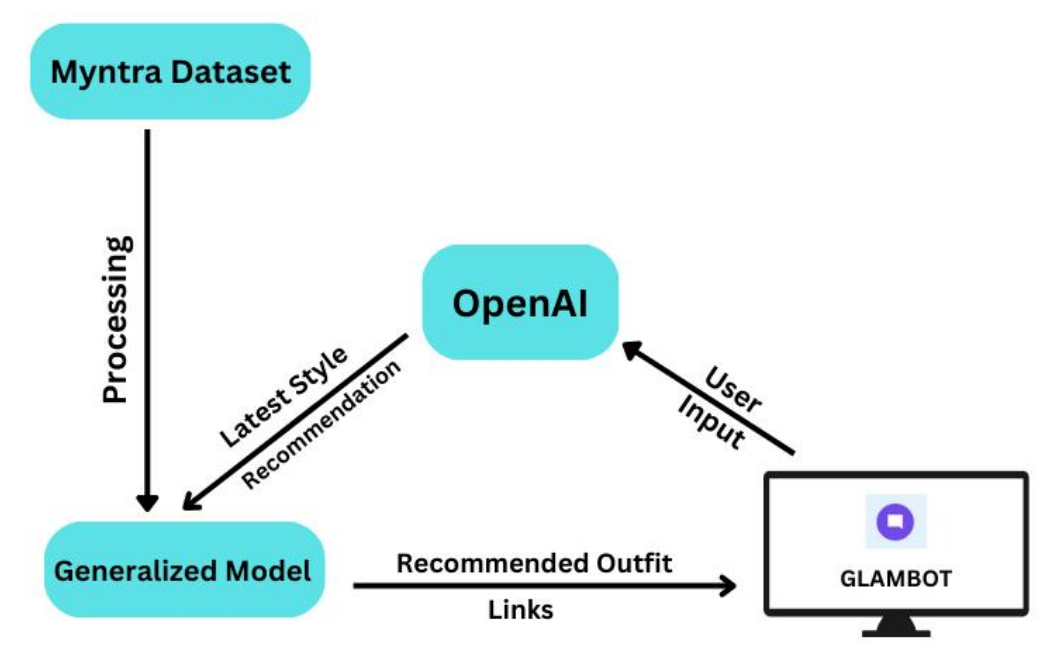 Myntra Dataset
Processing
OpenAI
Latest Style
Recommendation
User
Input
Generalized Model
Recommended Outfit
Links
GLAMBOT